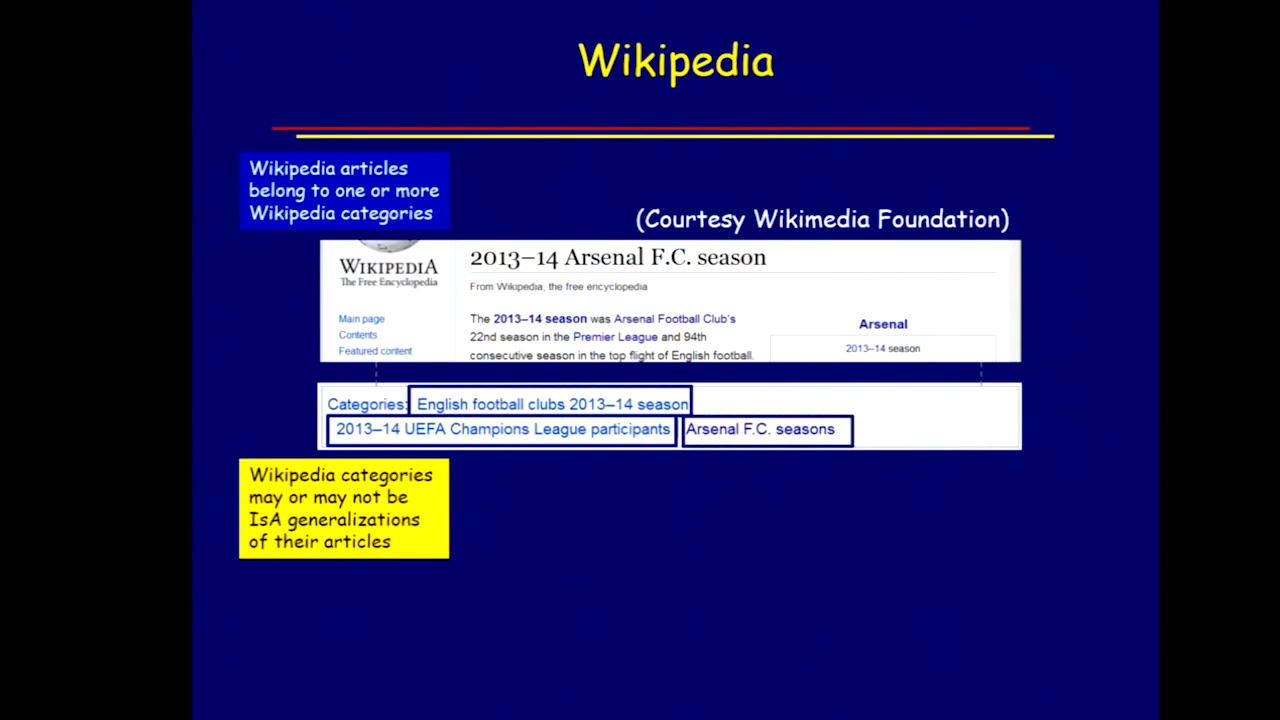 Wikipedia
Wikipedia articles
belong to one or more
Wikipedia categories
(Courtesy Wikimedia Foundation)
WIKIPEDIA
The Free Encyclopedia
Main page
Contents
Featured content
2013–14 Arsenal F.C. season
From Wikipedia, the free encyclopedia
The 2013–14 season was Arsenal Football Club's
22nd season in the Premier League and 94th
consecutive season in the top flight of English football.
Arsenal
2013–14 season
Categories: English football clubs 2013–14 season
2013–14 UEFA Champions League participants Arsenal F.C. seasons
Wikipedia categories
may or may not be
IsA generalizations
of their articles